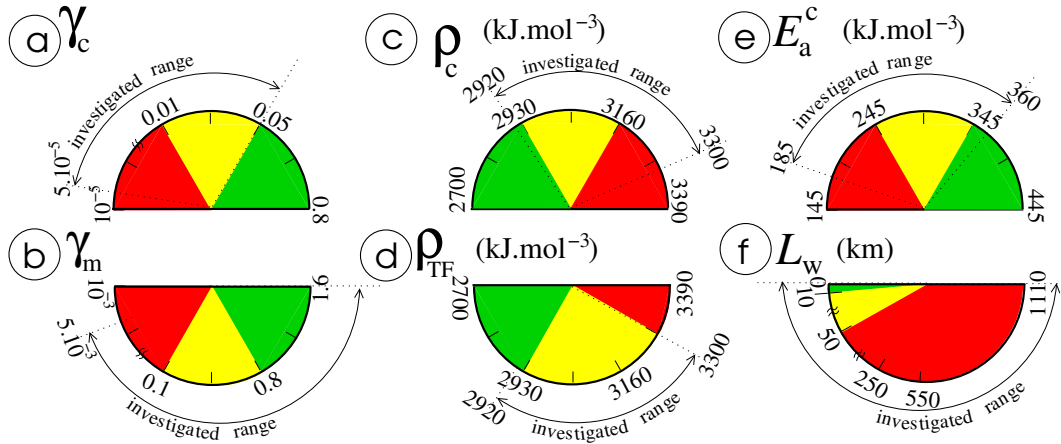 a γc
investigated range
10⁻⁵
5.10⁻⁵
0.01
0.05
0.8
b γm
10⁻³
5.10⁻³
0.1
0.8
1.6
investigated range
c ρc (kJ.mol⁻³)
investigated range
2700
2920
2930
3160
3300
3390
d ρTF (kJ.mol⁻³)
2700
2920
2930
3160
3300
3390
investigated range
e Eac (kJ.mol⁻³)
investigated range
145
185
245
345
360
445
f Lw (km)
0
10
50
250
550
1110
investigated range